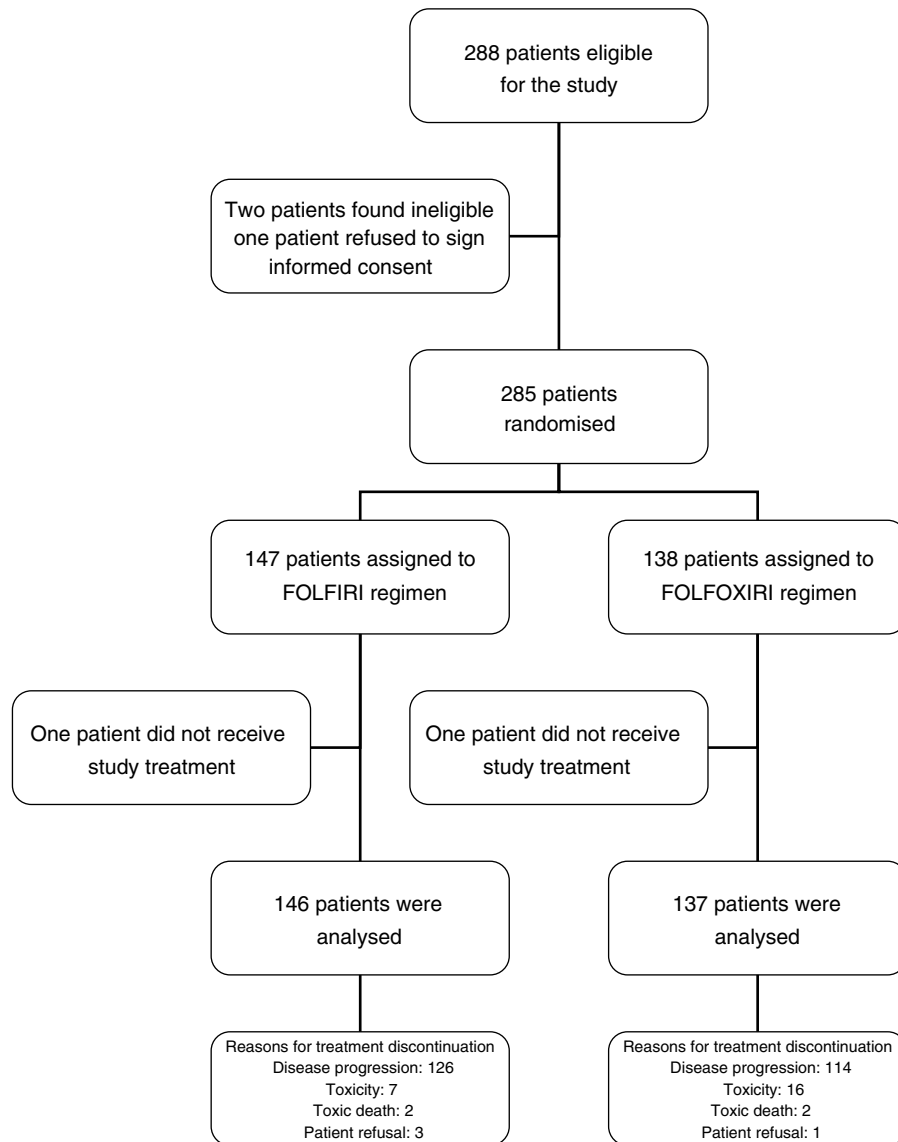 288 patients eligible
for the study
Two patients found ineligible
one patient refused to sign
informed consent
285 patients
randomised
147 patients assigned to
FOLFIRI regimen
138 patients assigned to
FOLFOXIRI regimen
One patient did not receive
study treatment
One patient did not receive
study treatment
146 patients were
analysed
137 patients were
analysed
Reasons for treatment discontinuation
Disease progression: 126
Toxicity: 7
Toxic death: 2
Patient refusal: 3
Reasons for treatment discontinuation
Disease progression: 114
Toxicity: 16
Toxic death: 2
Patient refusal: 1